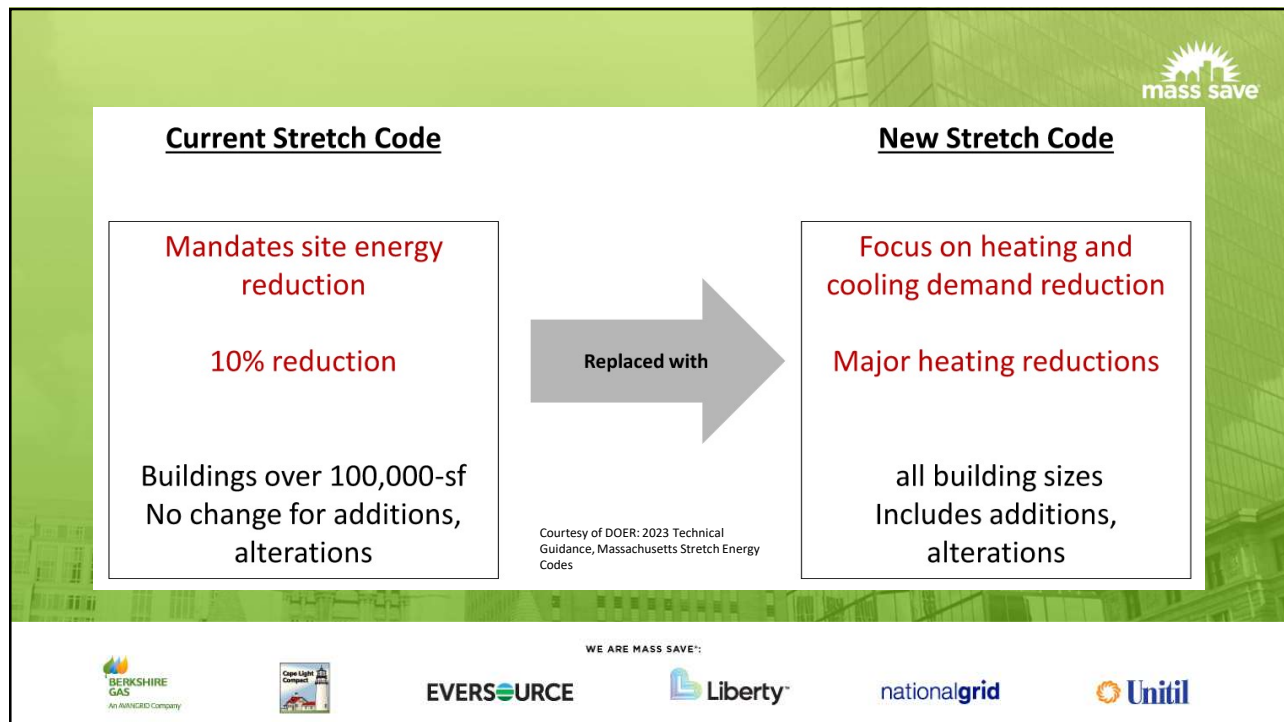 mass save
Current Stretch Code
New Stretch Code
Mandates site energy
reduction
10% reduction
Buildings over 100,000-sf
No change for additions,
alterations
Replaced with
Courtesy of DOER: 2023 Technical
Guidance, Massachusetts Stretch Energy
Codes
Focus on heating and
cooling demand reduction
Major heating reductions
all building sizes
Includes additions,
alterations
WE ARE MASS SAVE®:
BERKSHIRE
GAS
An AVANGRID Company
Cape Light
Compact
EVERSOURCE
Liberty™
nationalgrid
Unitil